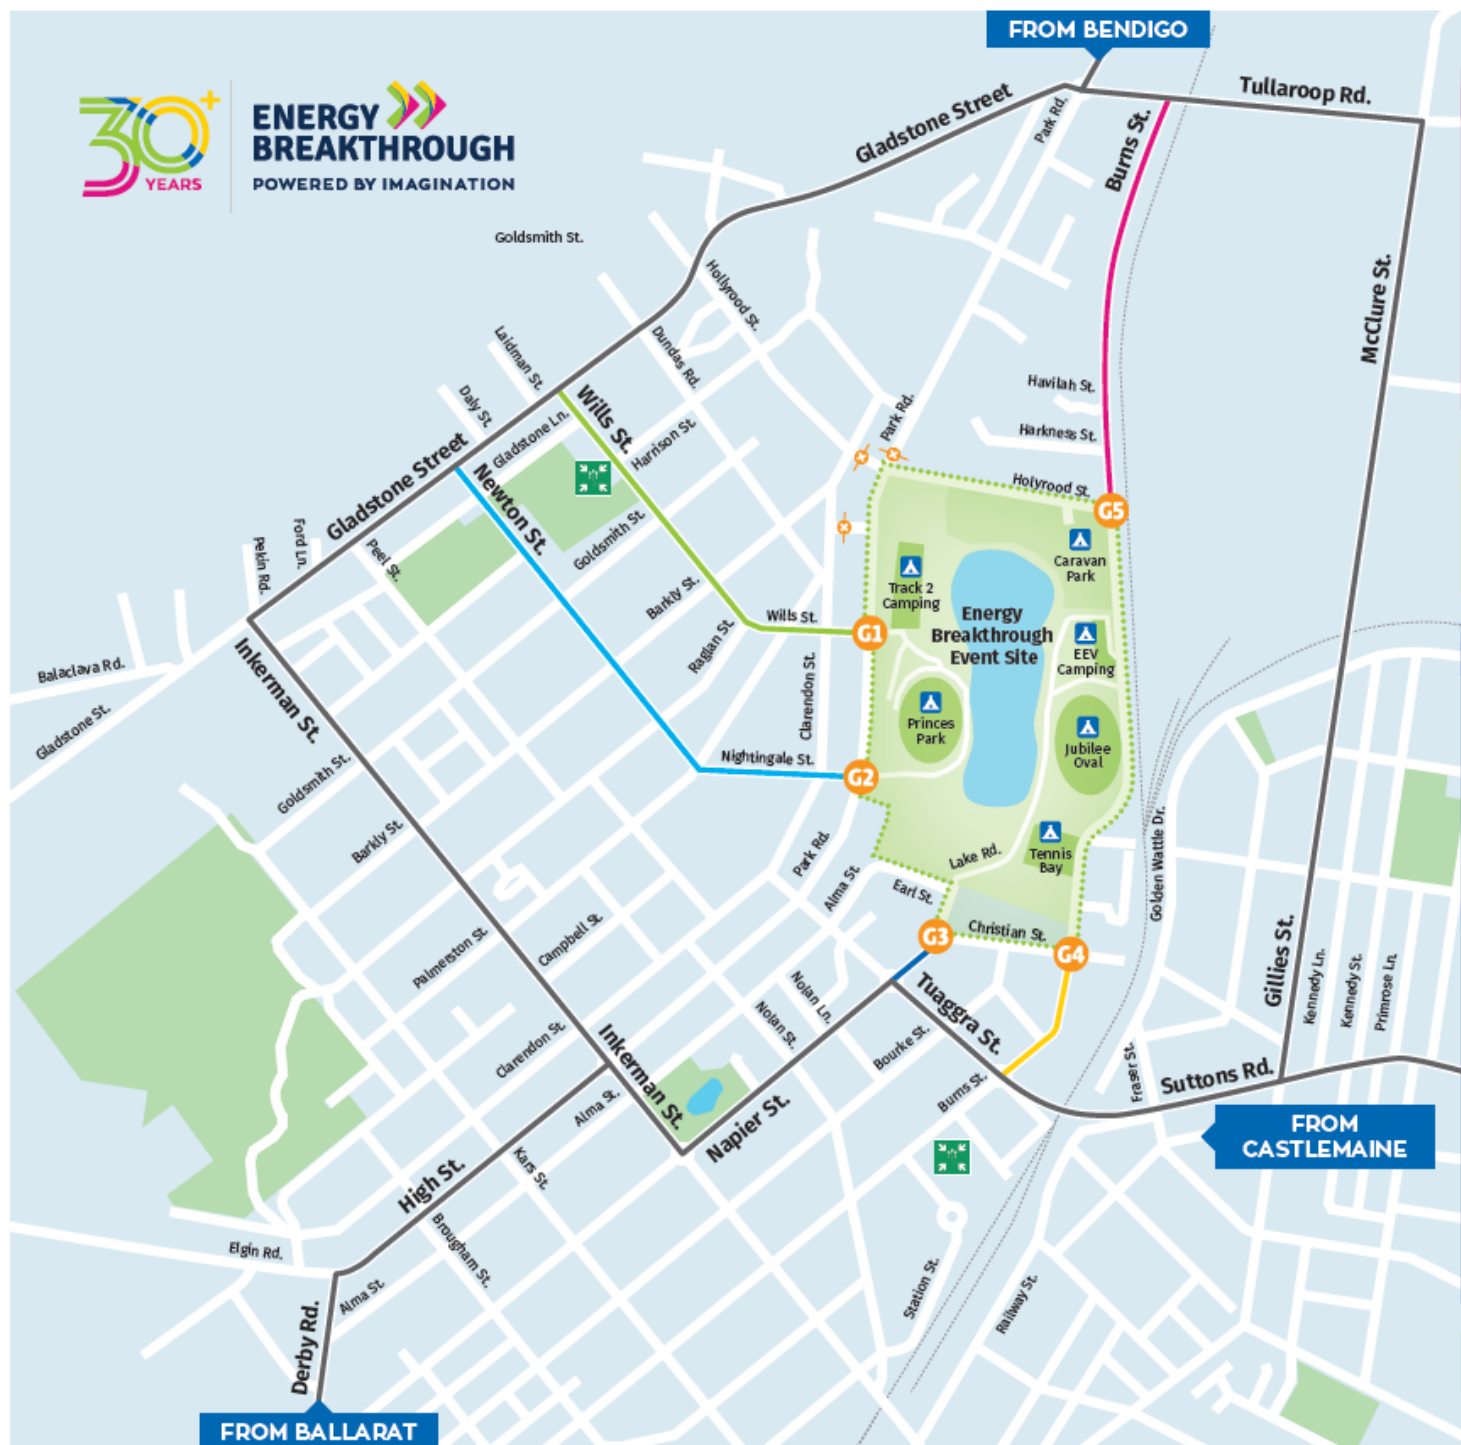 FROM BENDIGO
30+
YEARS
ENERGY
BREAKTHROUGH
POWERED BY IMAGINATION
Gladstone Street
Tullaroop Rd.
Park Rd.
Burns St.
Goldsmith St.
Hollyrood St.
McClure St.
Laidman St.
Dundas Rd.
Daly St.
Gladstone Ln.
Wills St.
Harrison St.
Park Rd.
Havilah St.
Harkness St.
Gladstone Street
Newton St.
Holyrood St.
G5
Goldsmith St.
Pekin Rd.
Ford Ln.
Peel St.
Caravan
Park
Track 2
Camping
Energy
Breakthrough
Event Site
Barkly St.
Wills St.
G1
EEV
Camping
Raglan St.
Clarendon St.
Balaclava Rd.
Gladstone St.
Inkerman St.
Princes
Park
Jubilee
Oval
Nightingale St.
G2
Goldsmith St.
Barkly St.
Park Rd.
Lake Rd.
Tennis
Bay
Golden Wattle Dr.
Alma St.
Earl St.
Palmerston St.
Campbell St.
G3
Christian St.
G4
Gillies St.
Kennedy Ln.
Kennedy St.
Primrose Ln.
Nolan Ln.
Nolan St.
Tuaggra St.
Clarendon St.
Inkerman St.
Bourke St.
Burns St.
Fraser St.
Suttons Rd.
Alma St.
Napier St.
FROM
CASTLEMAINE
High St.
Kars St.
Elgin Rd.
Brougham St.
Alma St.
Station St.
Railway St.
Derby Rd.
FROM BALLARAT